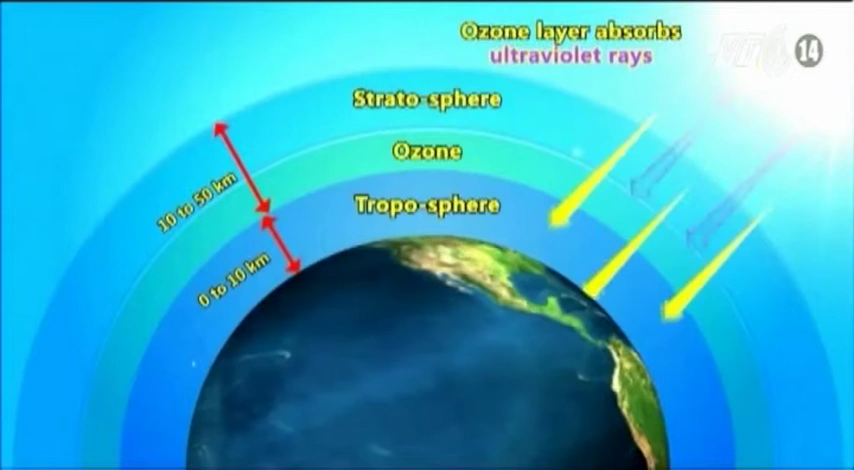 Ozone layer absorbs
ultraviolet rays
VTV6
14
Strato-sphere
Ozone
10 to 50 km
Tropo-sphere
0 to 10 km